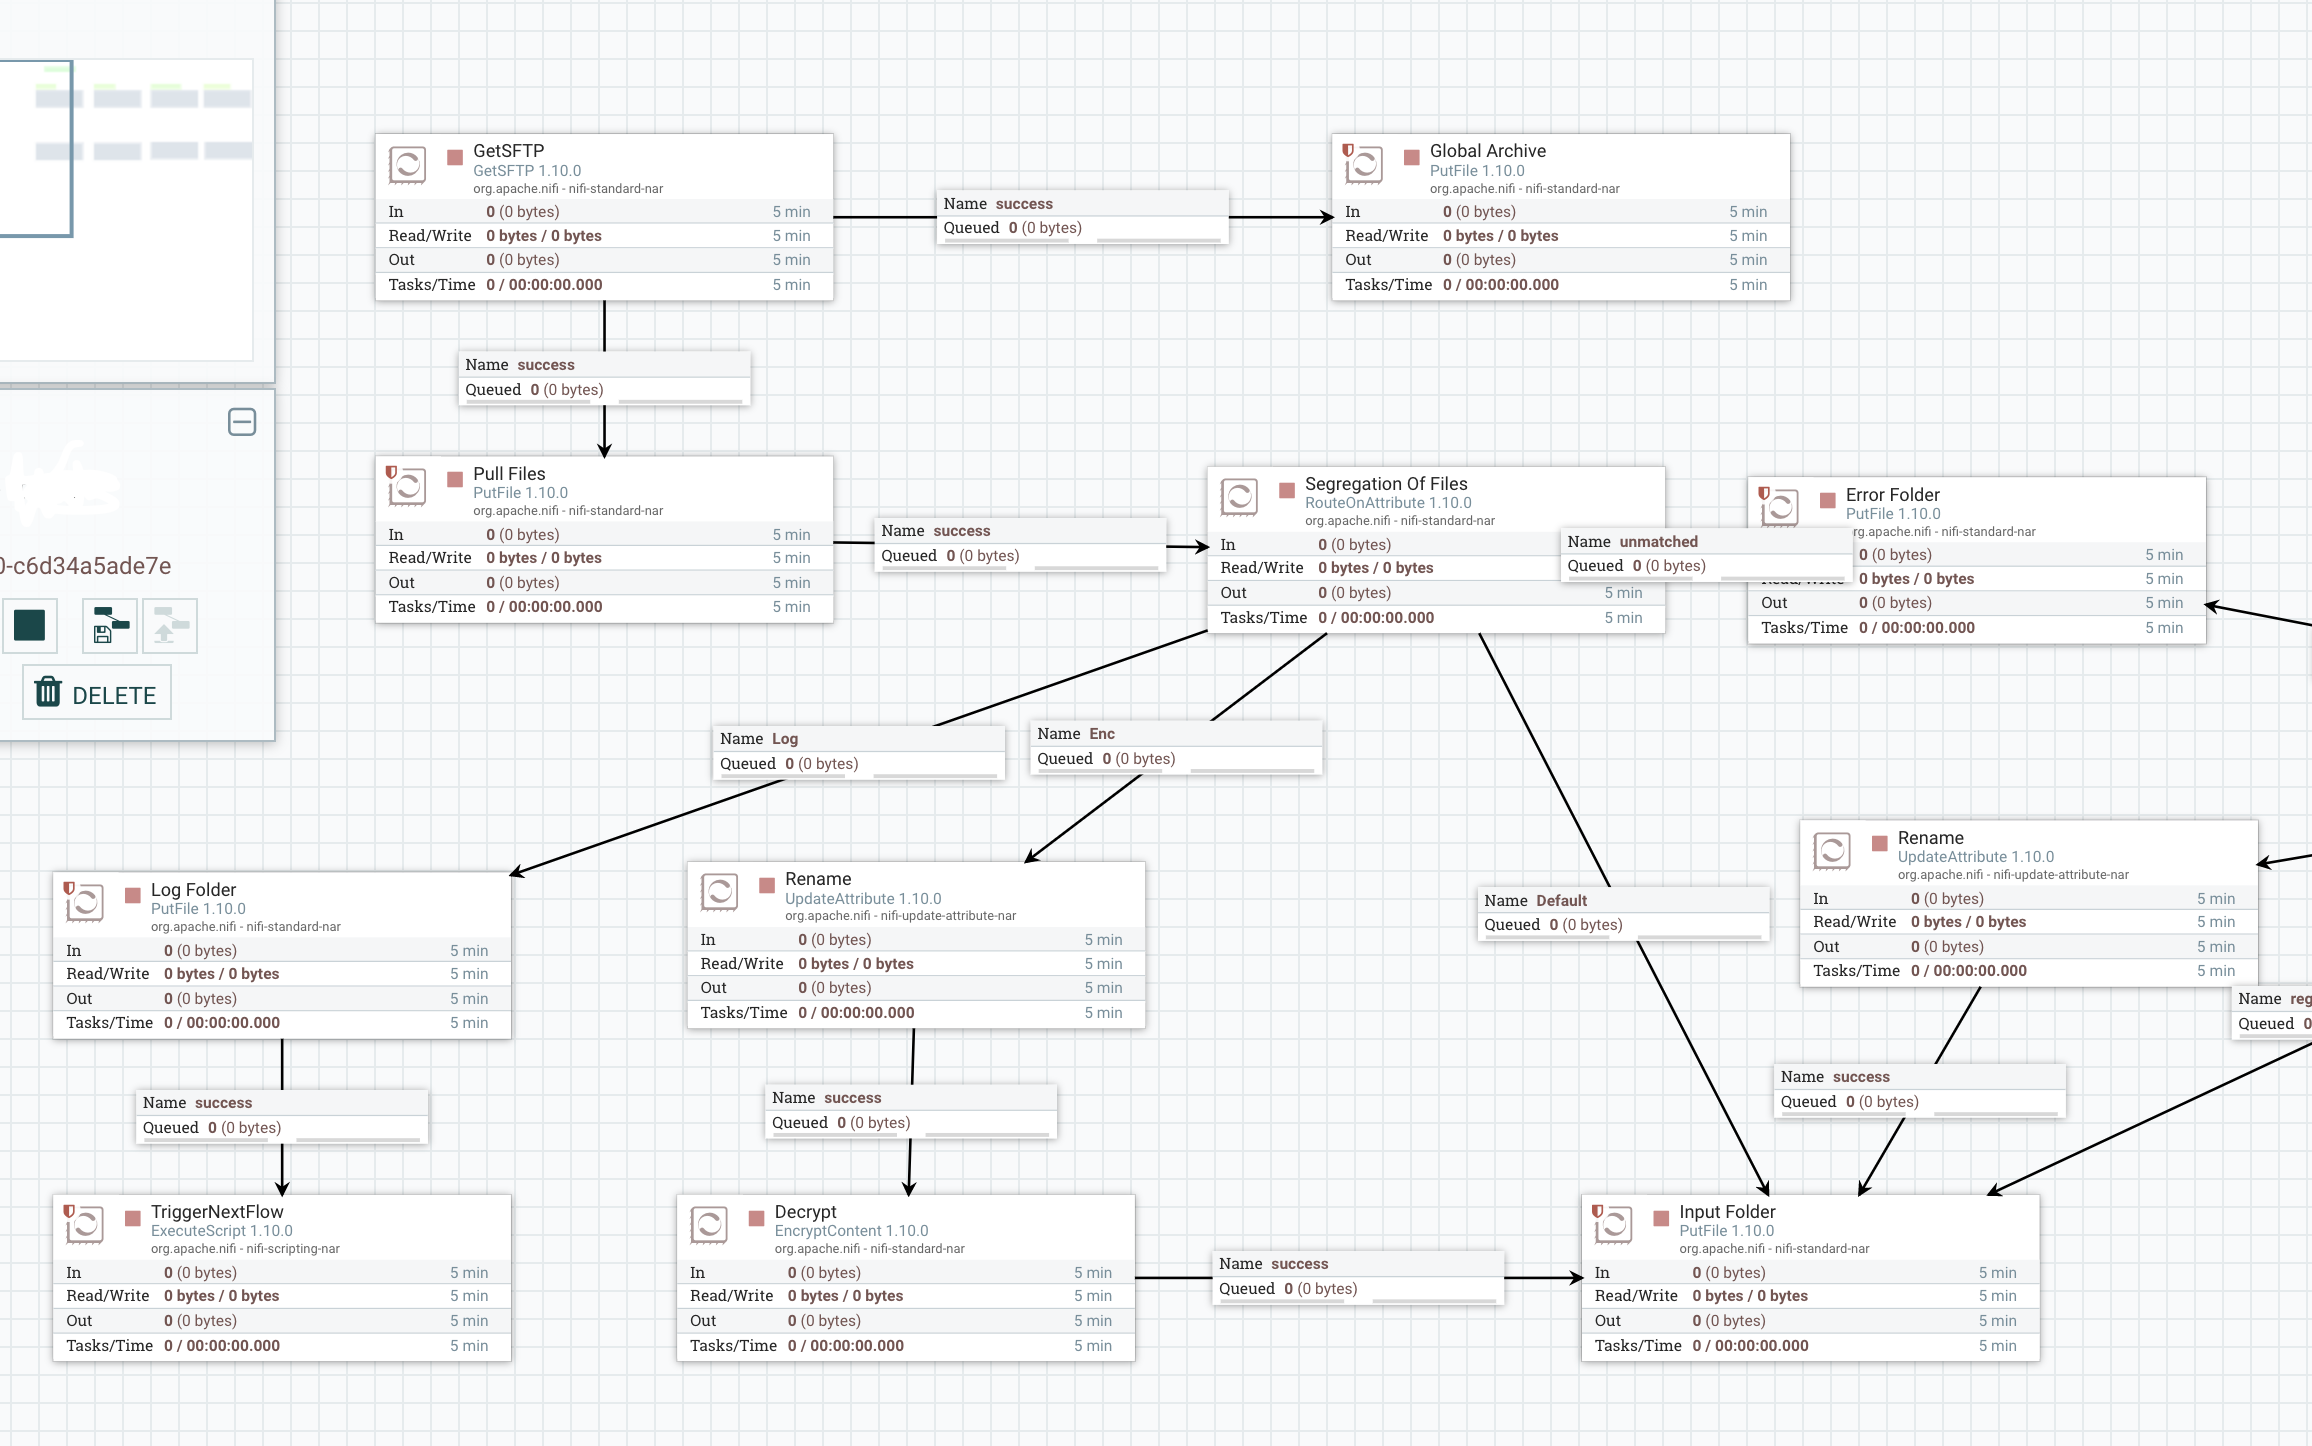 GetSFTP
GetSFTP 1.10.0
org.apache.nifi - nifi-standard-nar
In 0 (0 bytes) 5 min
Read/Write 0 bytes / 0 bytes 5 min
Out 0 (0 bytes) 5 min
Tasks/Time 0 / 00:00:00.000 5 min
Name success
Queued 0 (0 bytes)
Global Archive
PutFile 1.10.0
org.apache.nifi - nifi-standard-nar
In 0 (0 bytes) 5 min
Read/Write 0 bytes / 0 bytes 5 min
Out 0 (0 bytes) 5 min
Tasks/Time 0 / 00:00:00.000 5 min
Name success
Queued 0 (0 bytes)
Pull Files
PutFile 1.10.0
org.apache.nifi - nifi-standard-nar
In 0 (0 bytes) 5 min
Read/Write 0 bytes / 0 bytes 5 min
Out 0 (0 bytes) 5 min
Tasks/Time 0 / 00:00:00.000 5 min
Name success
Queued 0 (0 bytes)
Segregation Of Files
RouteOnAttribute 1.10.0
org.apache.nifi - nifi-standard-nar
In 0 (0 bytes)
Read/Write 0 bytes / 0 bytes
Out 0 (0 bytes) 5 min
Tasks/Time 0 / 00:00:00.000 5 min
Name unmatched
Queued 0 (0 bytes)
Error Folder
PutFile 1.10.0
org.apache.nifi - nifi-standard-nar
0 (0 bytes) 5 min
Read/Write 0 bytes / 0 bytes 5 min
Out 0 (0 bytes) 5 min
Tasks/Time 0 / 00:00:00.000 5 min
0-c6d34a5ade7e
DELETE
Name Log
Queued 0 (0 bytes)
Name Enc
Queued 0 (0 bytes)
Name Default
Queued 0 (0 bytes)
Log Folder
PutFile 1.10.0
org.apache.nifi - nifi-standard-nar
In 0 (0 bytes) 5 min
Read/Write 0 bytes / 0 bytes 5 min
Out 0 (0 bytes) 5 min
Tasks/Time 0 / 00:00:00.000 5 min
Rename
UpdateAttribute 1.10.0
org.apache.nifi - nifi-update-attribute-nar
In 0 (0 bytes) 5 min
Read/Write 0 bytes / 0 bytes 5 min
Out 0 (0 bytes) 5 min
Tasks/Time 0 / 00:00:00.000 5 min
Rename
UpdateAttribute 1.10.0
org.apache.nifi - nifi-update-attribute-nar
In 0 (0 bytes) 5 min
Read/Write 0 bytes / 0 bytes 5 min
Out 0 (0 bytes) 5 min
Tasks/Time 0 / 00:00:00.000 5 min
Name reg
Queued 0
Name success
Queued 0 (0 bytes)
Name success
Queued 0 (0 bytes)
Name success
Queued 0 (0 bytes)
TriggerNextFlow
ExecuteScript 1.10.0
org.apache.nifi - nifi-scripting-nar
In 0 (0 bytes) 5 min
Read/Write 0 bytes / 0 bytes 5 min
Out 0 (0 bytes) 5 min
Tasks/Time 0 / 00:00:00.000 5 min
Decrypt
EncryptContent 1.10.0
org.apache.nifi - nifi-standard-nar
In 0 (0 bytes) 5 min
Read/Write 0 bytes / 0 bytes 5 min
Out 0 (0 bytes) 5 min
Tasks/Time 0 / 00:00:00.000 5 min
Name success
Queued 0 (0 bytes)
Input Folder
PutFile 1.10.0
org.apache.nifi - nifi-standard-nar
In 0 (0 bytes) 5 min
Read/Write 0 bytes / 0 bytes 5 min
Out 0 (0 bytes) 5 min
Tasks/Time 0 / 00:00:00.000 5 min